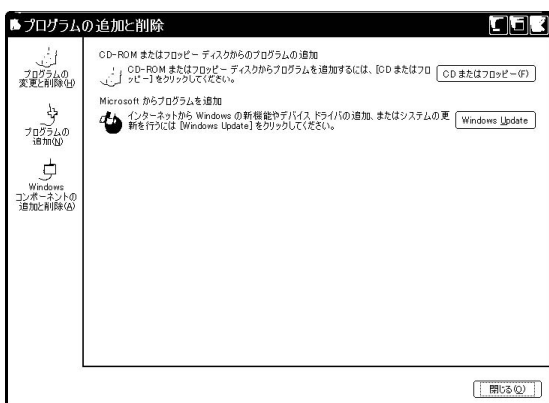 プログラムの追加と削除
プログラムの
変更と削除(H)
プログラムの
追加(N)
Windows
コンポーネントの
追加と削除(A)
CD-ROM またはフロッピー ディスクからのプログラムの追加
CD-ROM またはフロッピー ディスクからプログラムを追加するには、[CD またはフロ
ッピー] をクリックしてください。
CD またはフロッピー(F)
Microsoft からプログラムを追加
インターネットから Windows の新機能やデバイス ドライバの追加、またはシステムの更
新を行うには [Windows Update] をクリックしてください。
Windows Update
閉じる(O)